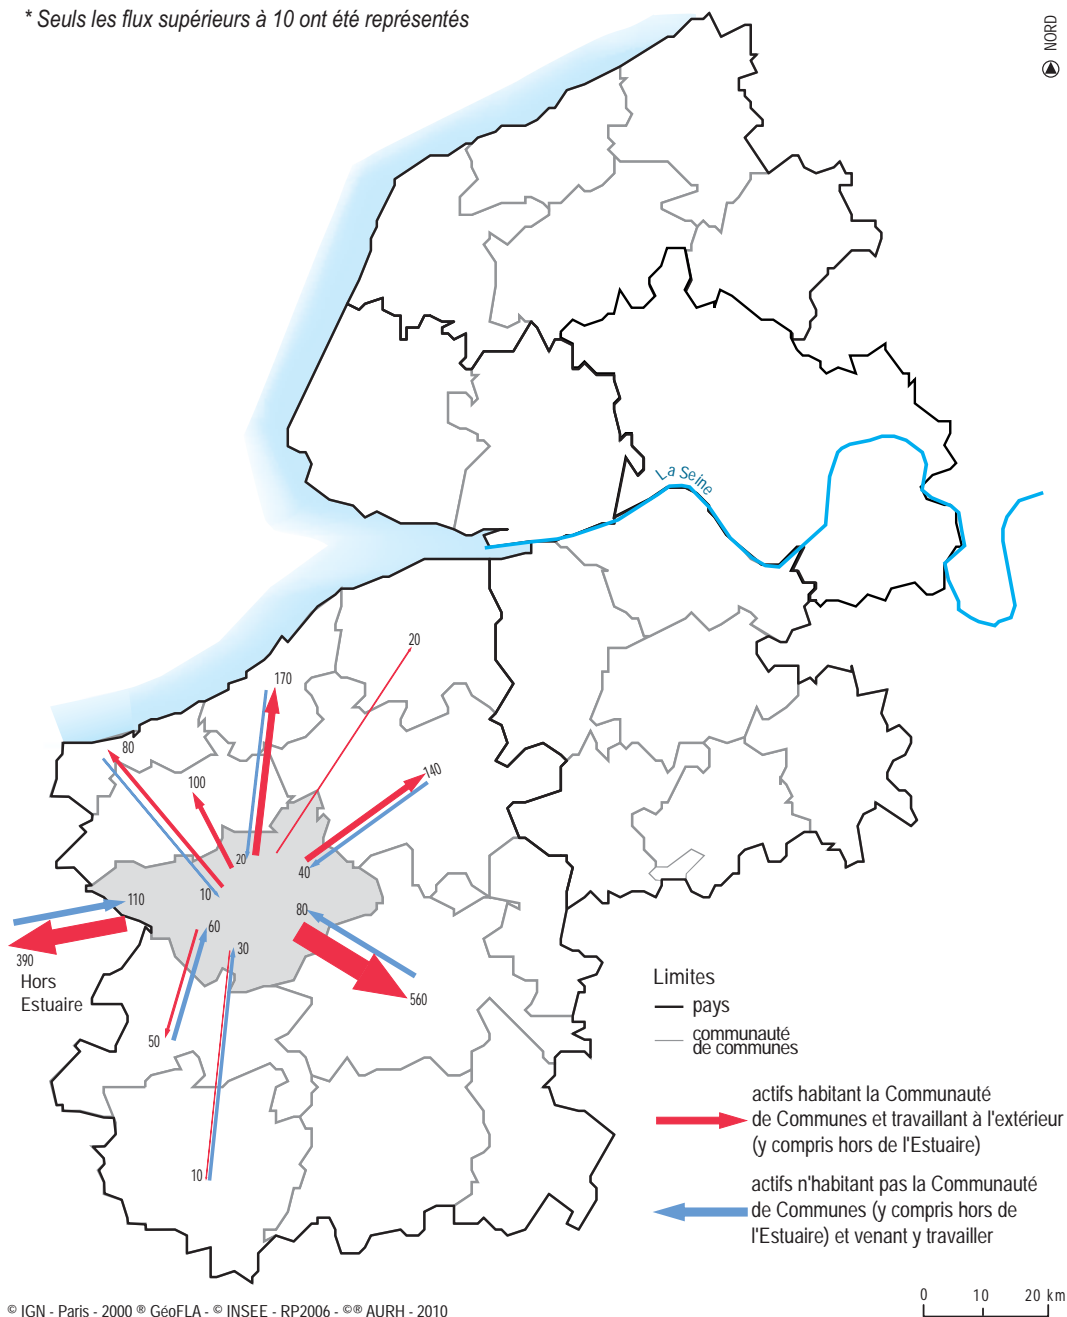 * Seuls les flux supérieurs à 10 ont été représentés
NORD
La Seine
20
170
80
100
140
20
40
10
110
80
60
30
390
Hors
Estuaire
560
50
10
Limites
pays
communauté
de communes
actifs habitant la Communauté
de Communes et travaillant à l'extérieur
(y compris hors de l'Estuaire)
actifs n'habitant pas la Communauté
de Communes (y compris hors de
l'Estuaire) et venant y travailler
0 10 20 km
© IGN - Paris - 2000 ® GéoFLA - © INSEE - RP2006 - ©® AURH - 2010